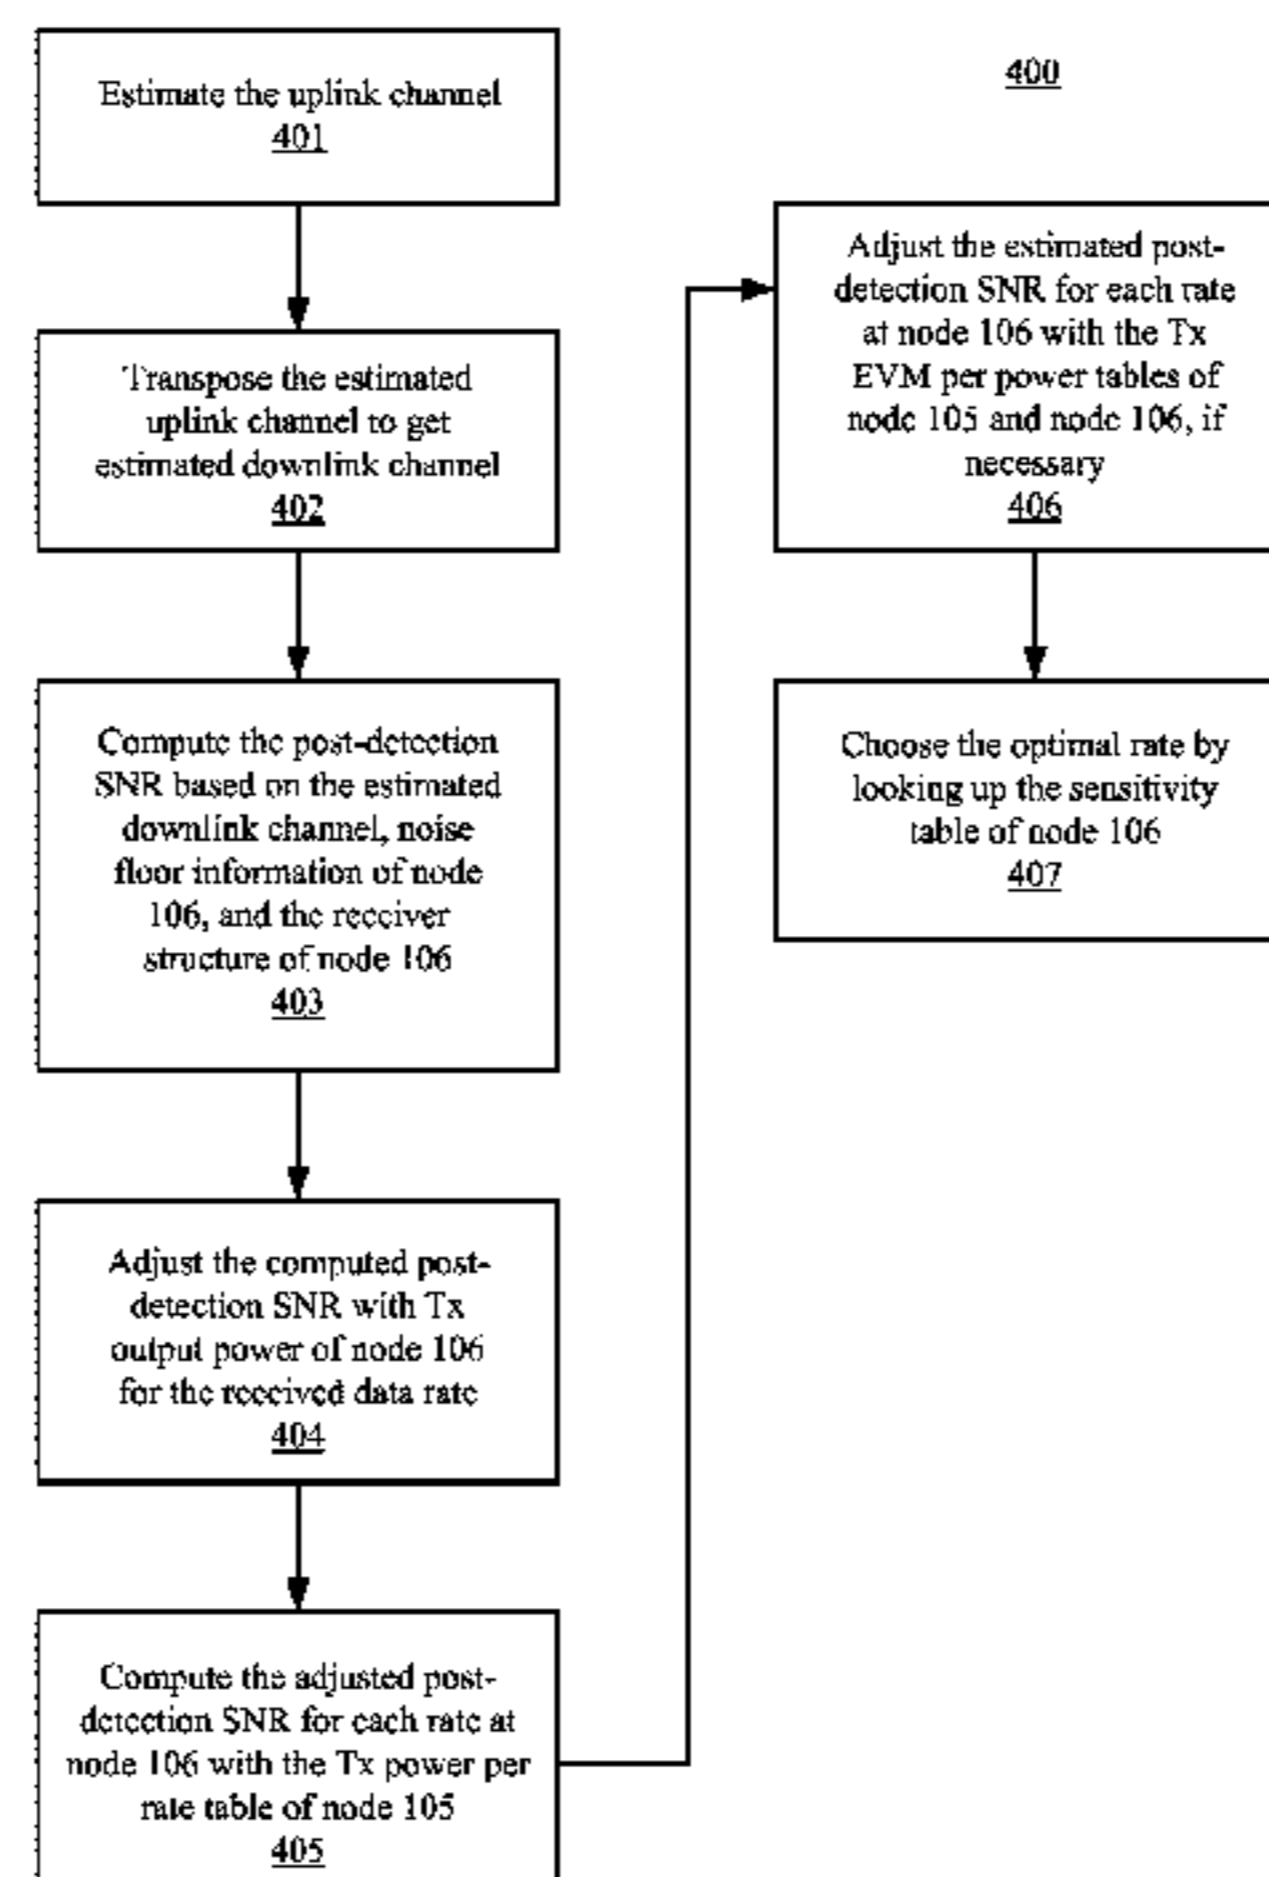 Estimate the uplink channel
401
Transpose the estimated
uplink channel to get
estimated downlink channel
402
Compute the post-detection
SNR based on the estimated
downlink channel, noise
floor information of node
106, and the receiver
structure of node 106
403
Adjust the computed post-
detection SNR with Tx
output power of node 106
for the received data rate
404
Compute the adjusted post-
detection SNR for each rate at
node 106 with the Tx power per
rate table of node 105
405
400
Adjust the estimated post-
detection SNR for each rate
at node 106 with the Tx
EVM per power tables of
node 105 and node 106, if
necessary
406
Choose the optimal rate by
looking up the sensitivity
table of node 106
407